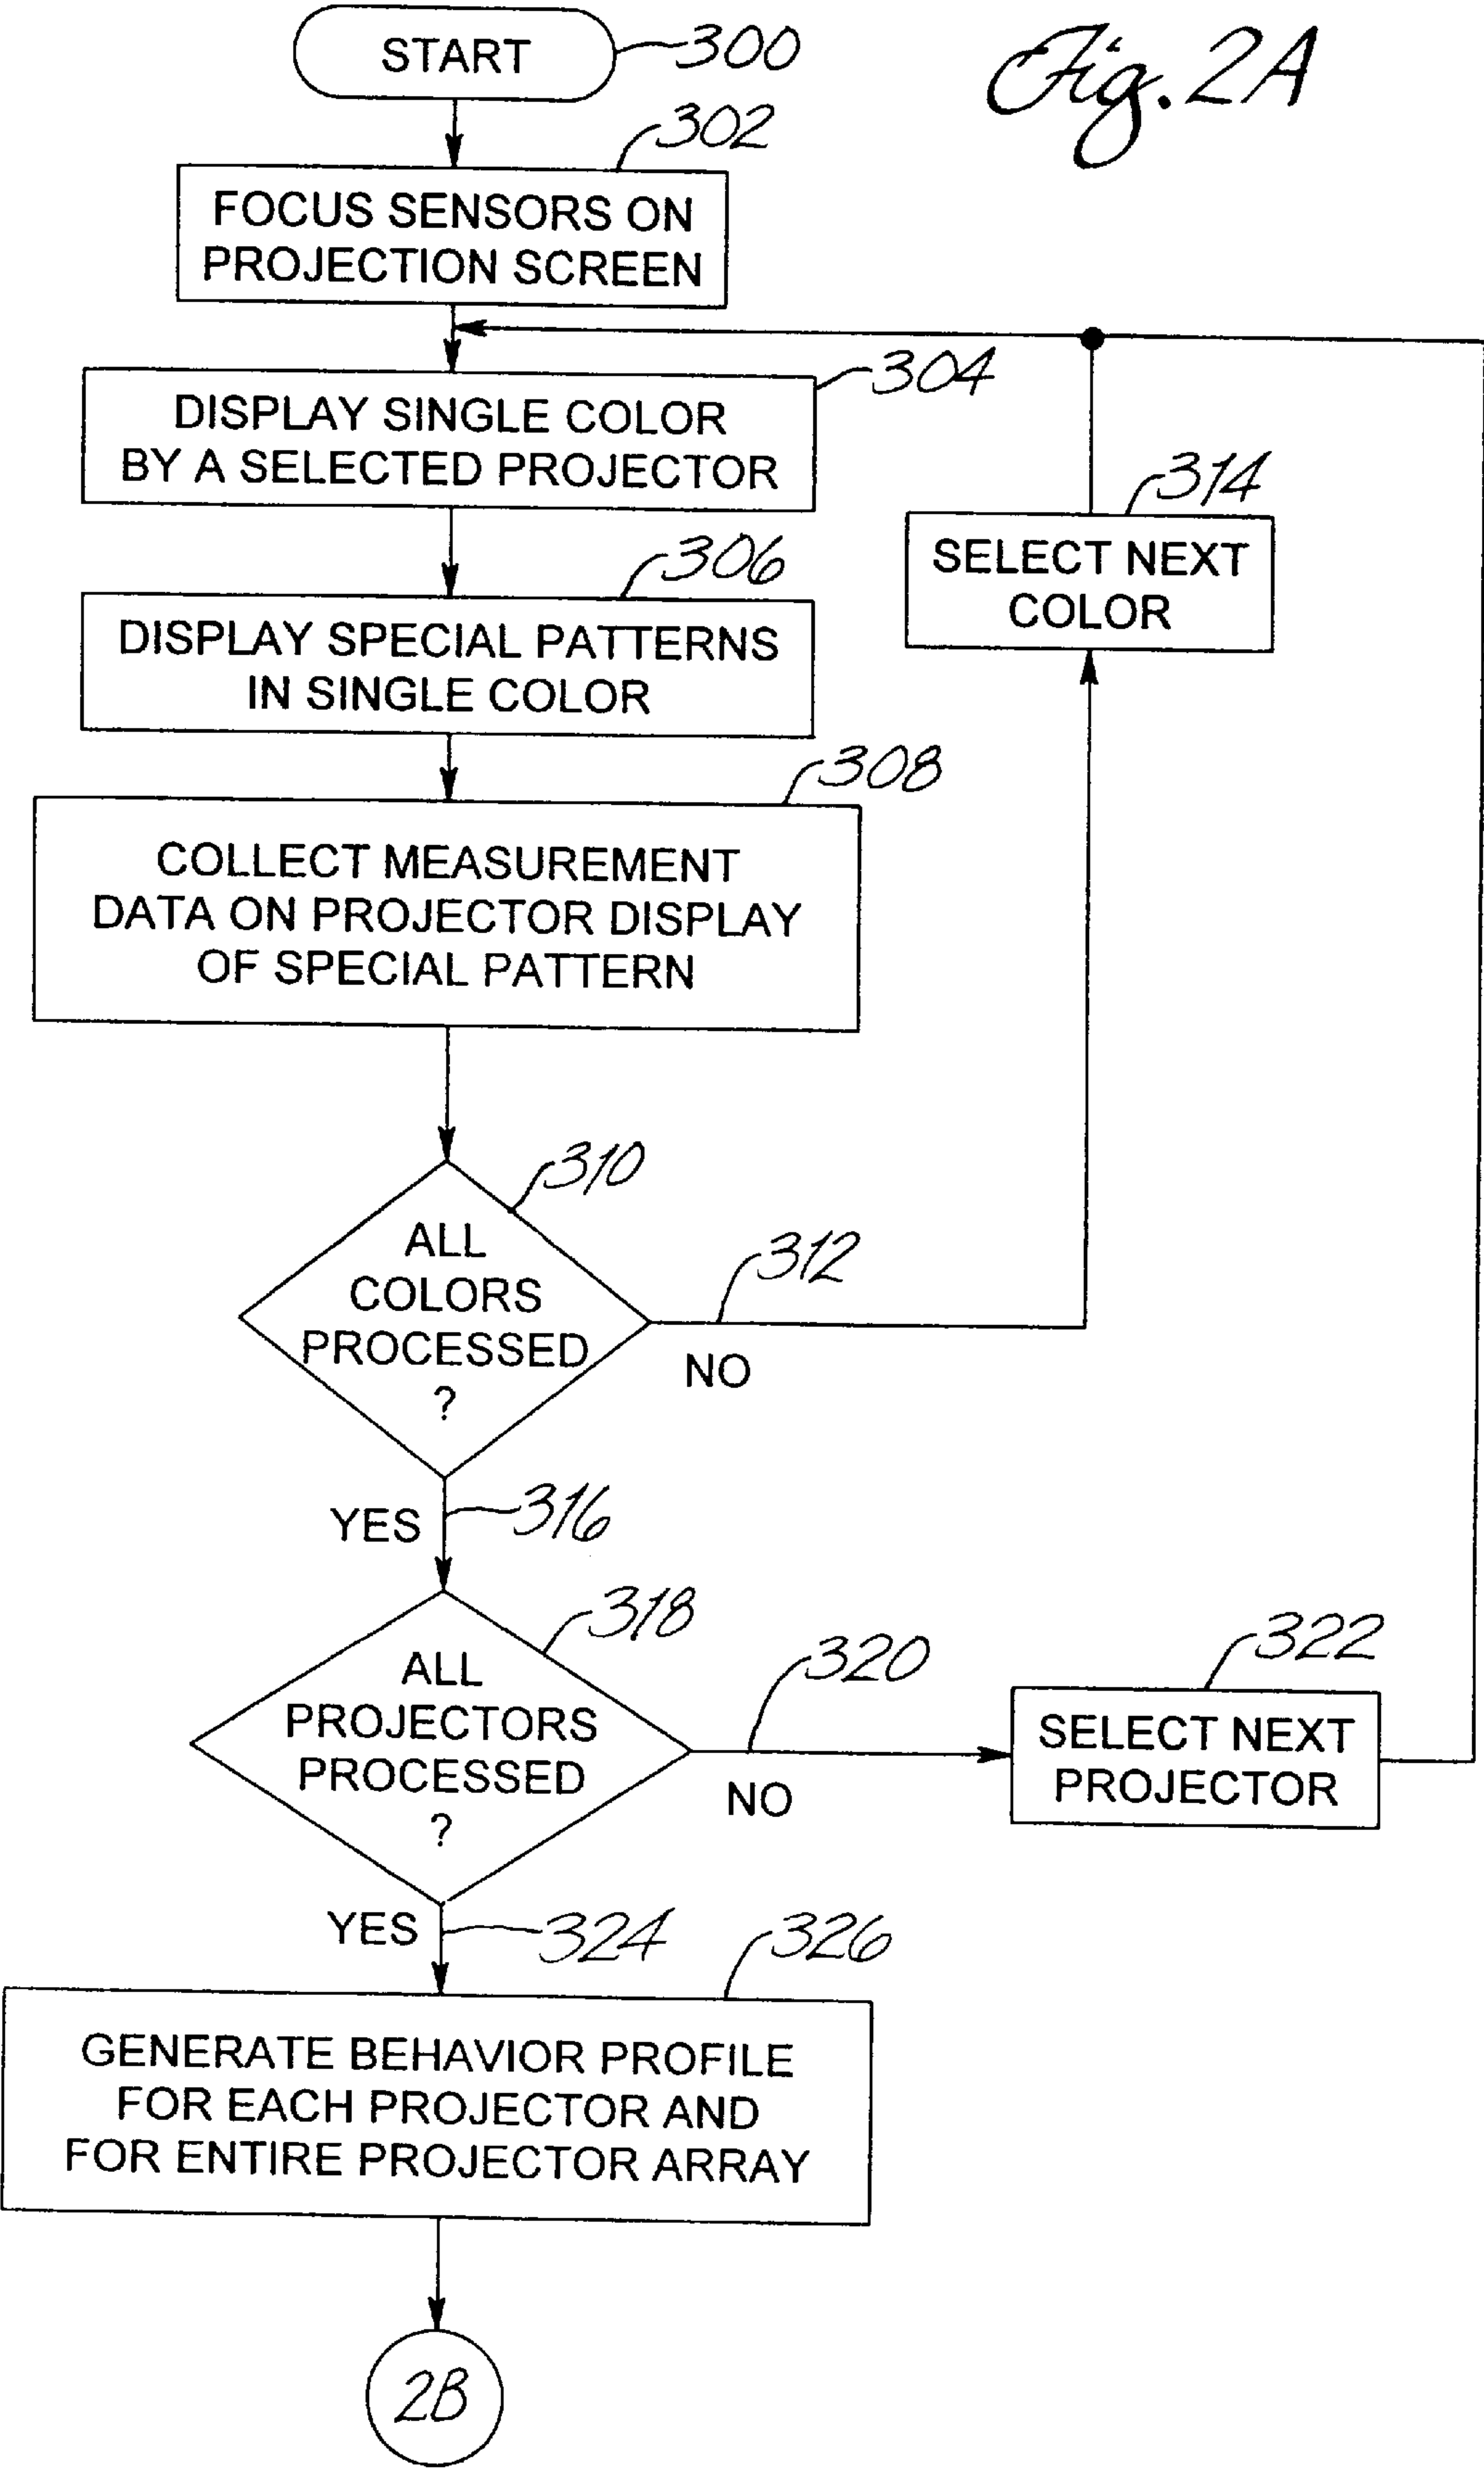 START
300
Fig. 2A
302
FOCUS SENSORS ON
PROJECTION SCREEN
304
DISPLAY SINGLE COLOR
BY A SELECTED PROJECTOR
314
SELECT NEXT
COLOR
306
DISPLAY SPECIAL PATTERNS
IN SINGLE COLOR
308
COLLECT MEASUREMENT
DATA ON PROJECTOR DISPLAY
OF SPECIAL PATTERN
310
ALL
COLORS
PROCESSED
?
312
NO
YES
316
318
ALL
PROJECTORS
PROCESSED
?
320
NO
322
SELECT NEXT
PROJECTOR
YES
324
326
GENERATE BEHAVIOR PROFILE
FOR EACH PROJECTOR AND
FOR ENTIRE PROJECTOR ARRAY
2B